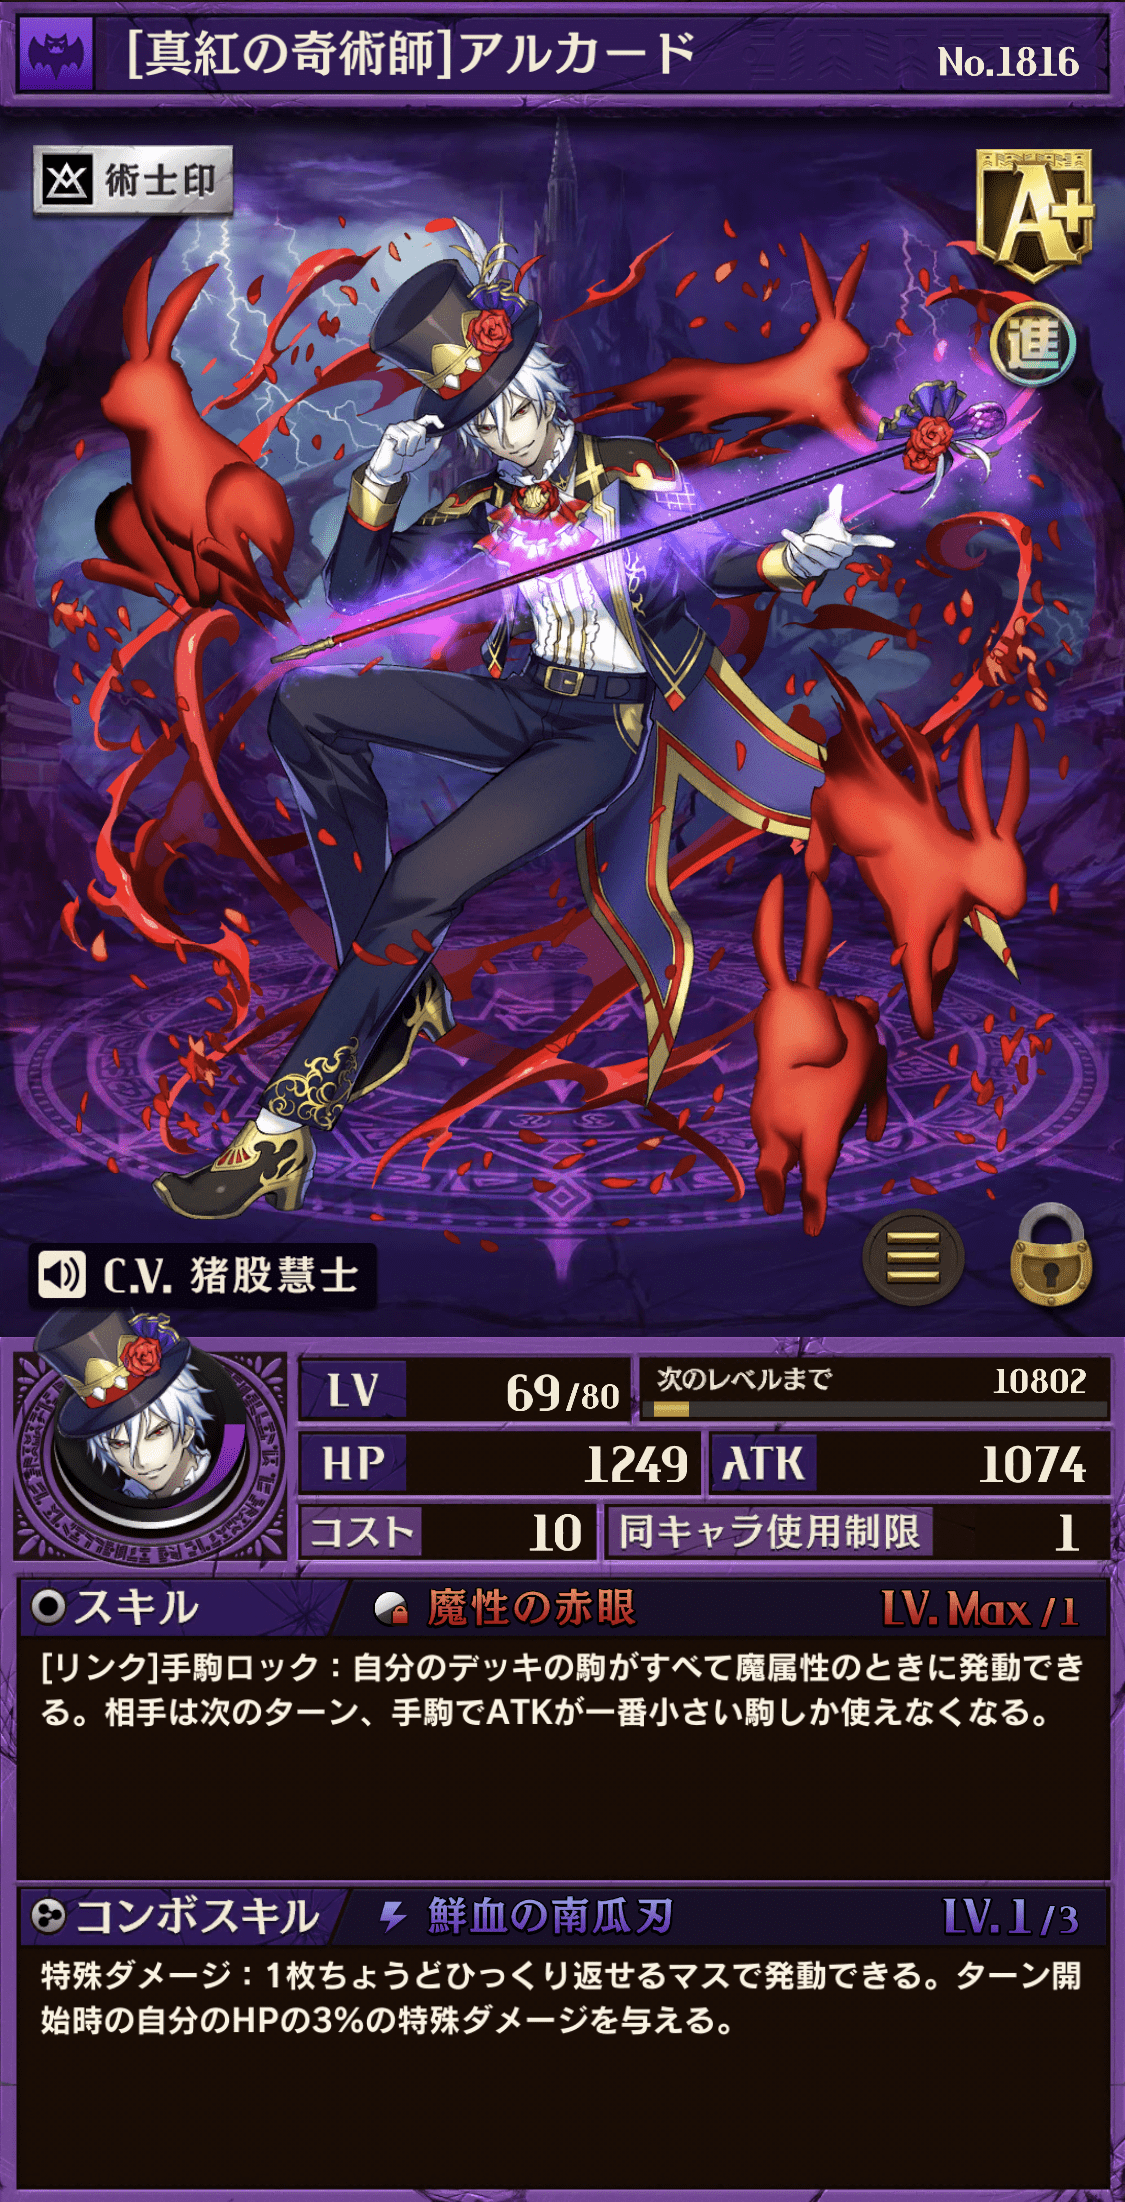 [真紅の奇術師]アルカード
No.1816
術士印
A+
進
C.V. 猪股慧士
LV 69/80
次のレベルまで 10802
HP 1249
ATK 1074
コスト 10
同キャラ使用制限 1
スキル 魔性の赤眼 LV.Max/1
[リンク]手駒ロック：自分のデッキの駒がすべて魔属性のときに発動でき
る。相手は次のターン、手駒でATKが一番小さい駒しか使えなくなる。
コンボスキル 鮮血の南瓜刃 LV.1/3
特殊ダメージ：1枚ちょうどひっくり返せるマスで発動できる。ターン開
始時の自分のHPの3%の特殊ダメージを与える。